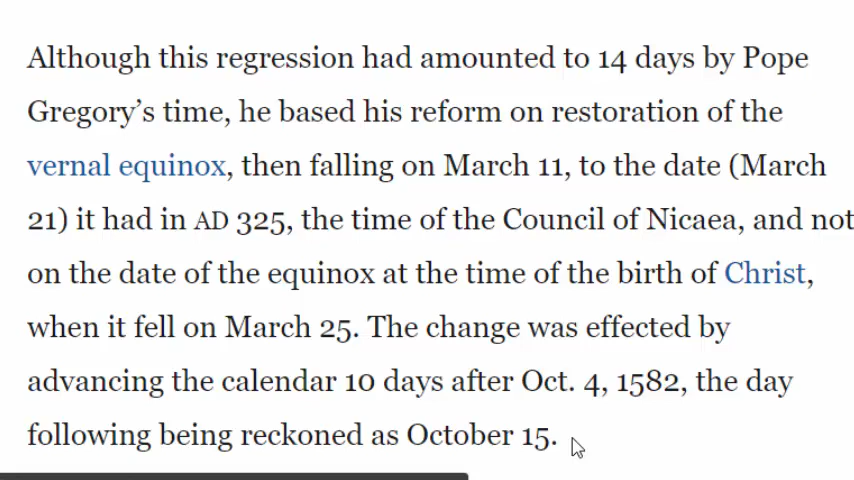 Although this regression had amounted to 14 days by Pope
Gregory’s time, he based his reform on restoration of the
vernal equinox, then falling on March 11, to the date (March
21) it had in AD 325, the time of the Council of Nicaea, and not
on the date of the equinox at the time of the birth of Christ,
when it fell on March 25. The change was effected by
advancing the calendar 10 days after Oct. 4, 1582, the day
following being reckoned as October 15.